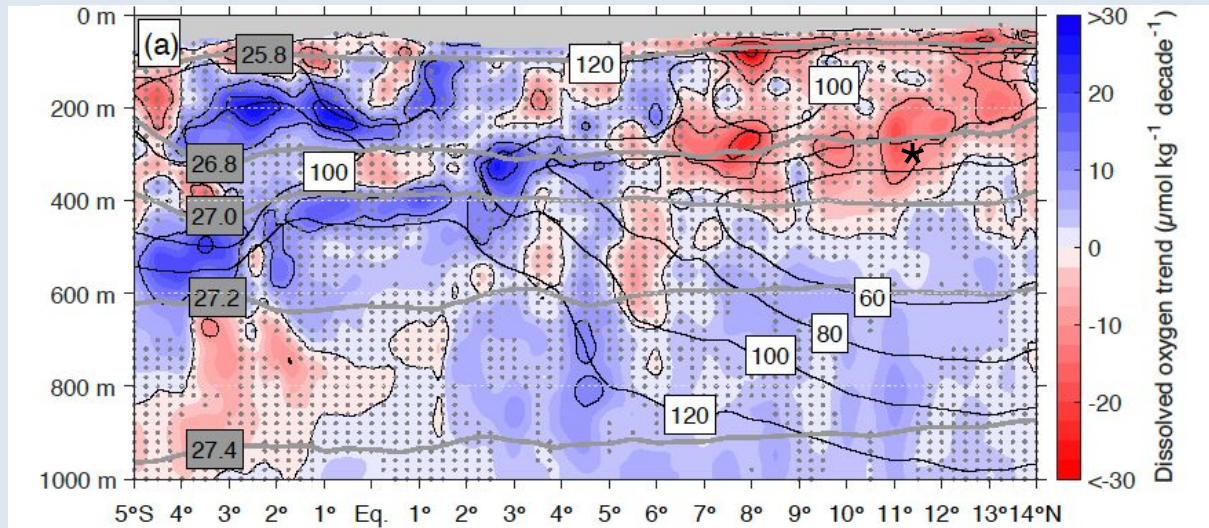 0 m
200 m
400 m
600 m
800 m
1000 m
(a)
25.8
120
100
26.8
100
27.0
27.2
60
80
100
120
27.4
*
5°S 4° 3° 2° 1° Eq. 1° 2° 3° 4° 5° 6° 7° 8° 9° 10° 11° 12° 13° 14°N
>30
20
10
0
-10
-20
<-30
Dissolved oxygen trend (µmol kg⁻¹ decade⁻¹)